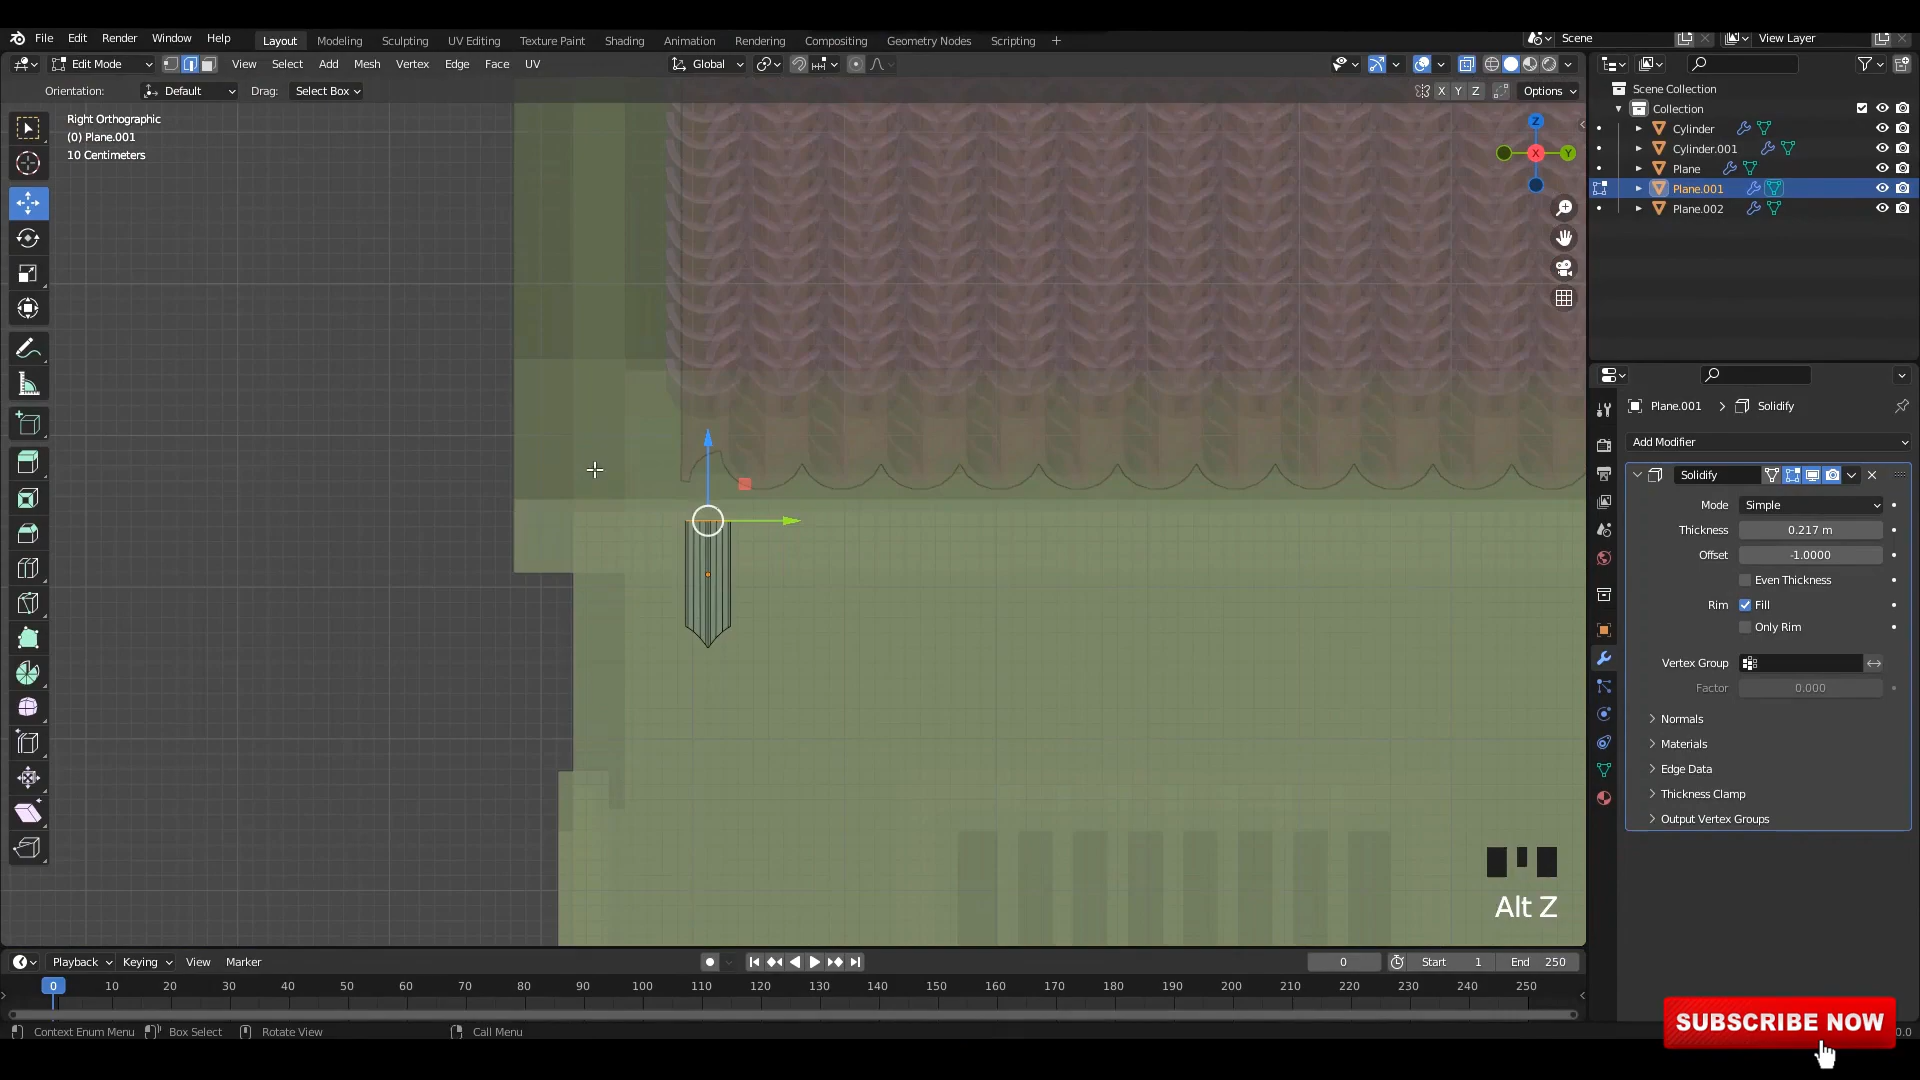 File Edit Render Window Help Layout Modeling Sculpting UV Editing Texture Paint Shading Animation Rendering Compositing Geometry Nodes Scripting + Scene View Layer
Edit Mode View Select Add Mesh Vertex Edge Face UV Global
Orientation: Default Drag: Select Box X Y Z Options
Right Orthographic
(0) Plane.001
10 Centimeters
Z
X
Y
Scene Collection
Collection
Cylinder
Cylinder.001
Plane
Plane.001
Plane.002
Plane.001 > Solidify
Add Modifier
Solidify
Mode Simple
Thickness 0.217 m
Offset -1.0000
Even Thickness
Rim Fill
Only Rim
Vertex Group
Factor 0.000
Normals
Materials
Edge Data
Thickness Clamp
Output Vertex Groups
Alt Z
Playback Keying View Marker 0 Start 1 End 250
0 10 20 30 40 50 60 70 80 90 100 110 120 130 140 150 160 170 180 190 200 210 220 230 240 250
Context Enum Menu Box Select Rotate View Call Menu
SUBSCRIBE NOW